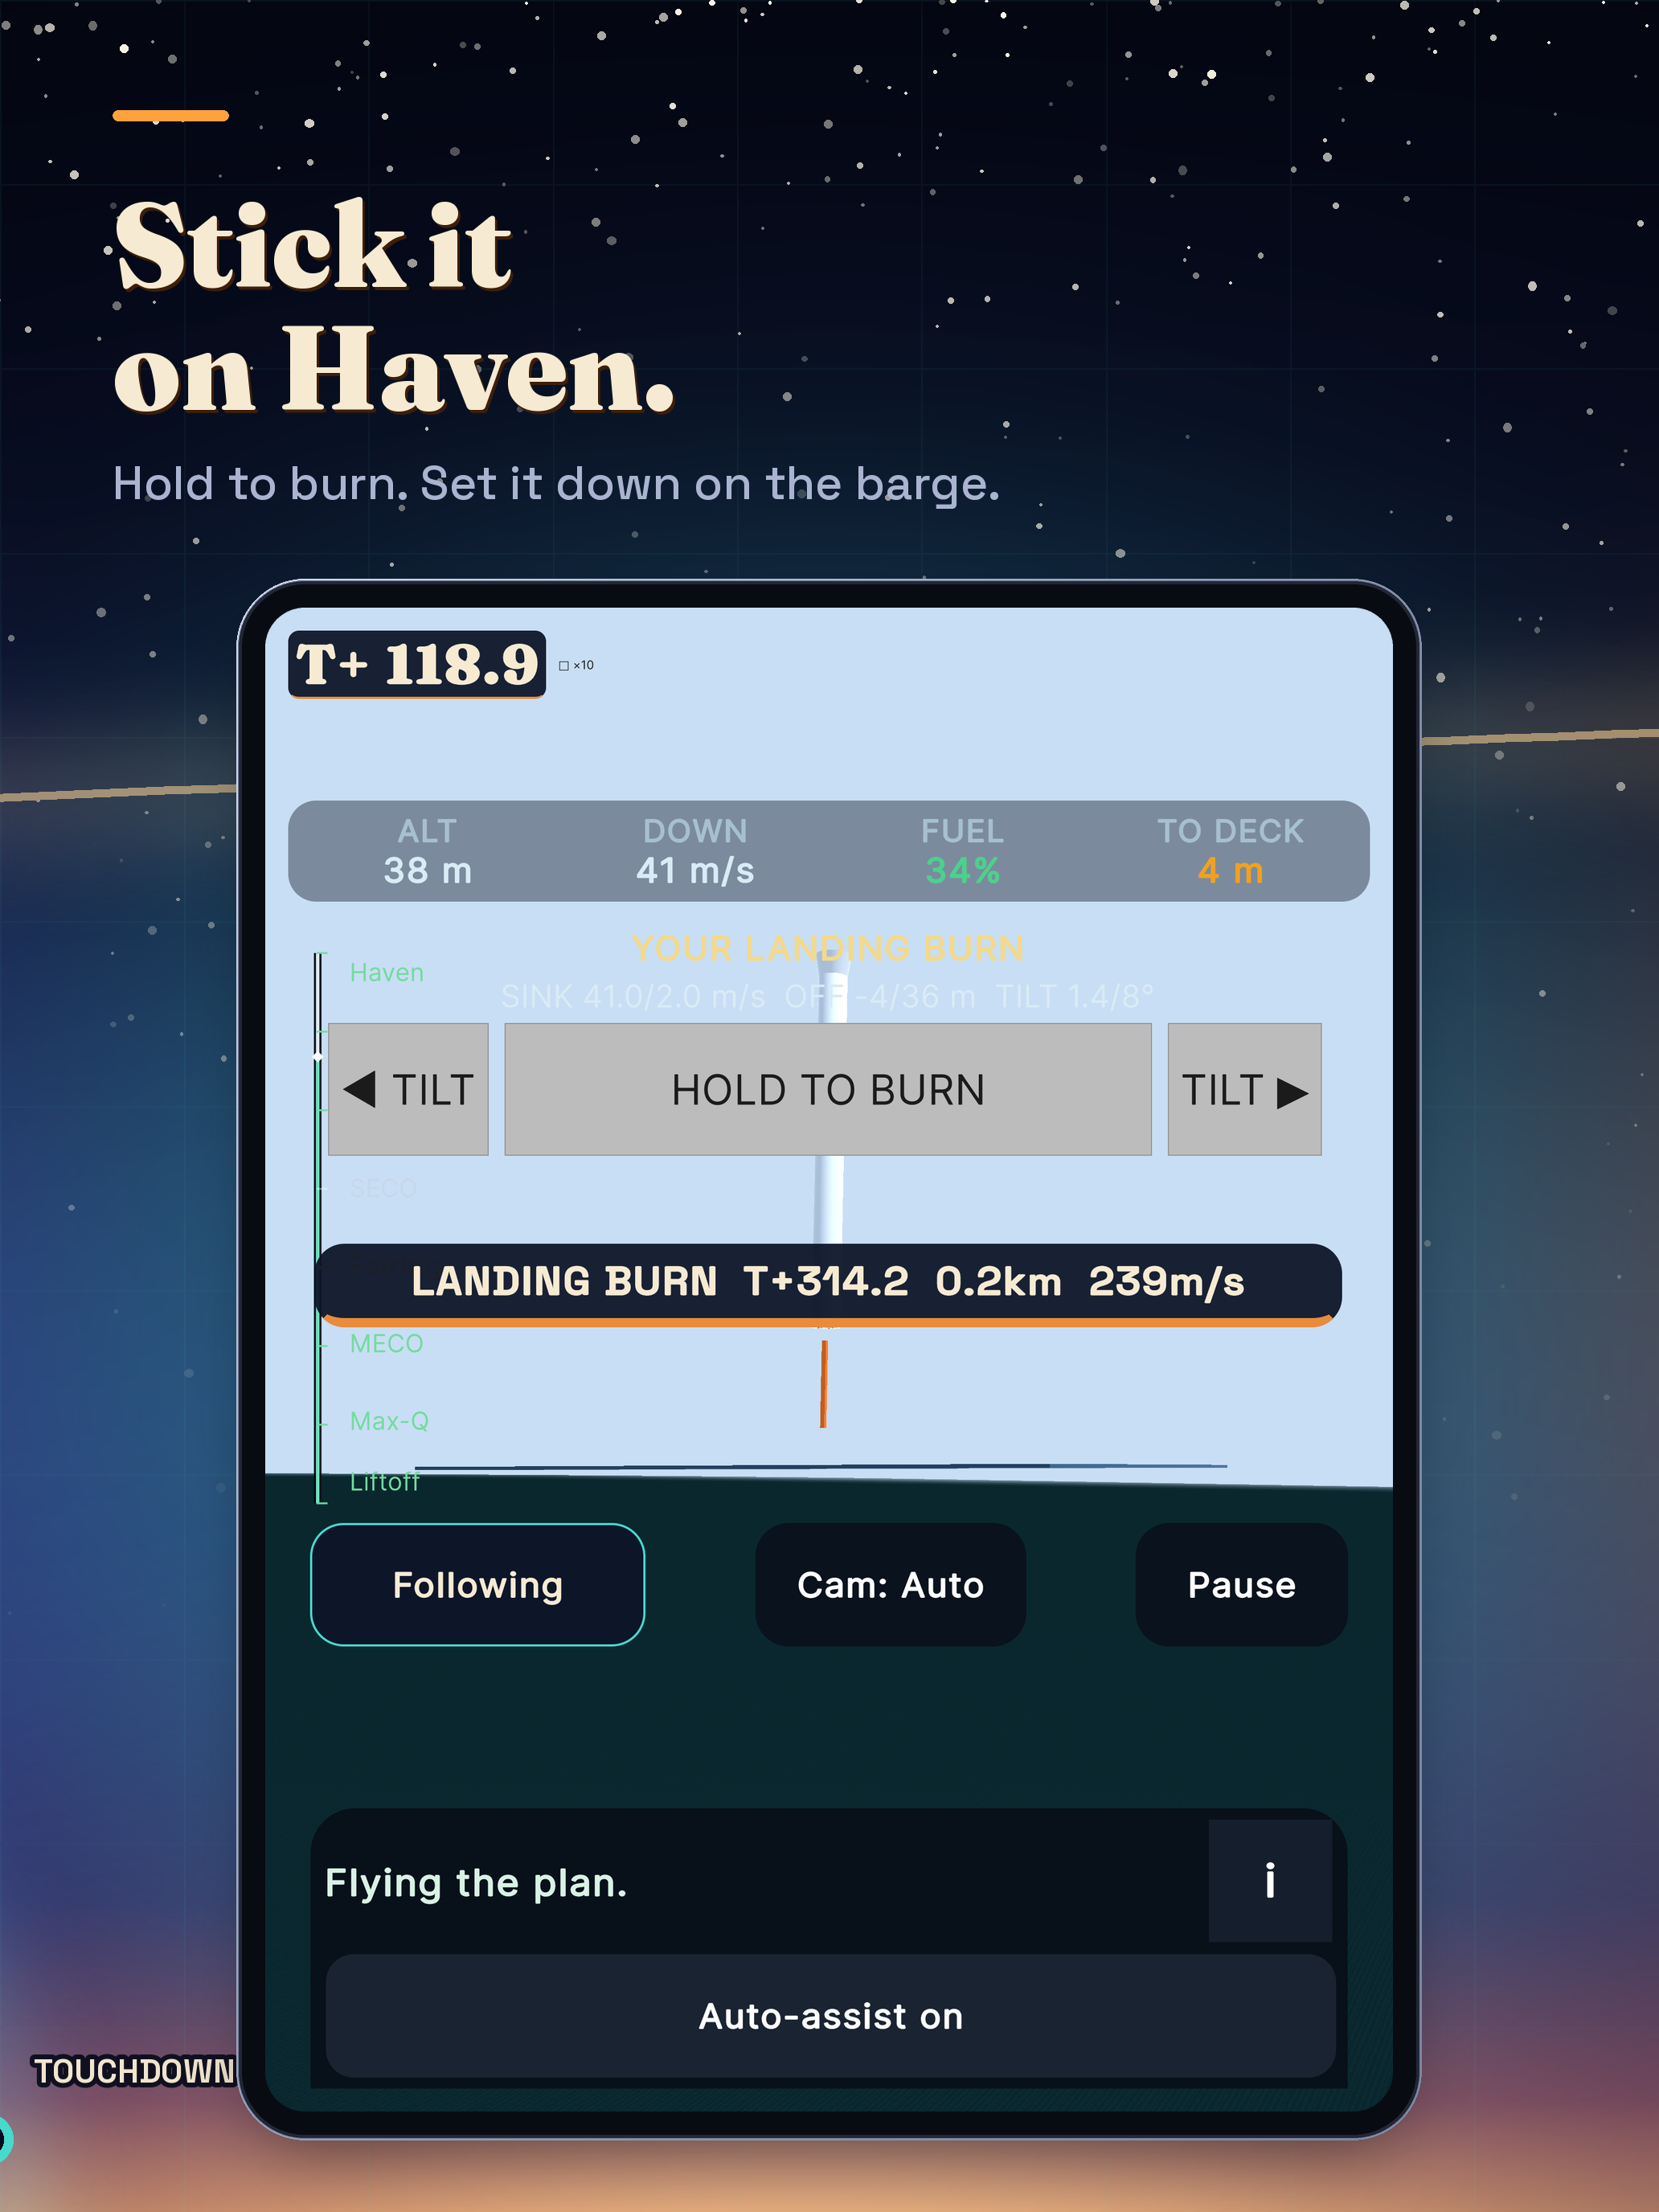 Stick it
on Haven.
Hold to burn. Set it down on the barge.
T+ 118.9
×10
ALT DOWN FUEL TO DECK
38 m 41 m/s 34% 4 m
YOUR LANDING BURN
Haven
SINK 41.0/2.0 m/s OFF -4/36 m TILT 1.4/8°
◀ TILT HOLD TO BURN TILT ▶
SECO
LANDING BURN T+314.2 0.2km 239m/s
MECO
Max-Q
Liftoff
Following Cam: Auto Pause
Flying the plan. i
Auto-assist on
TOUCHDOWN